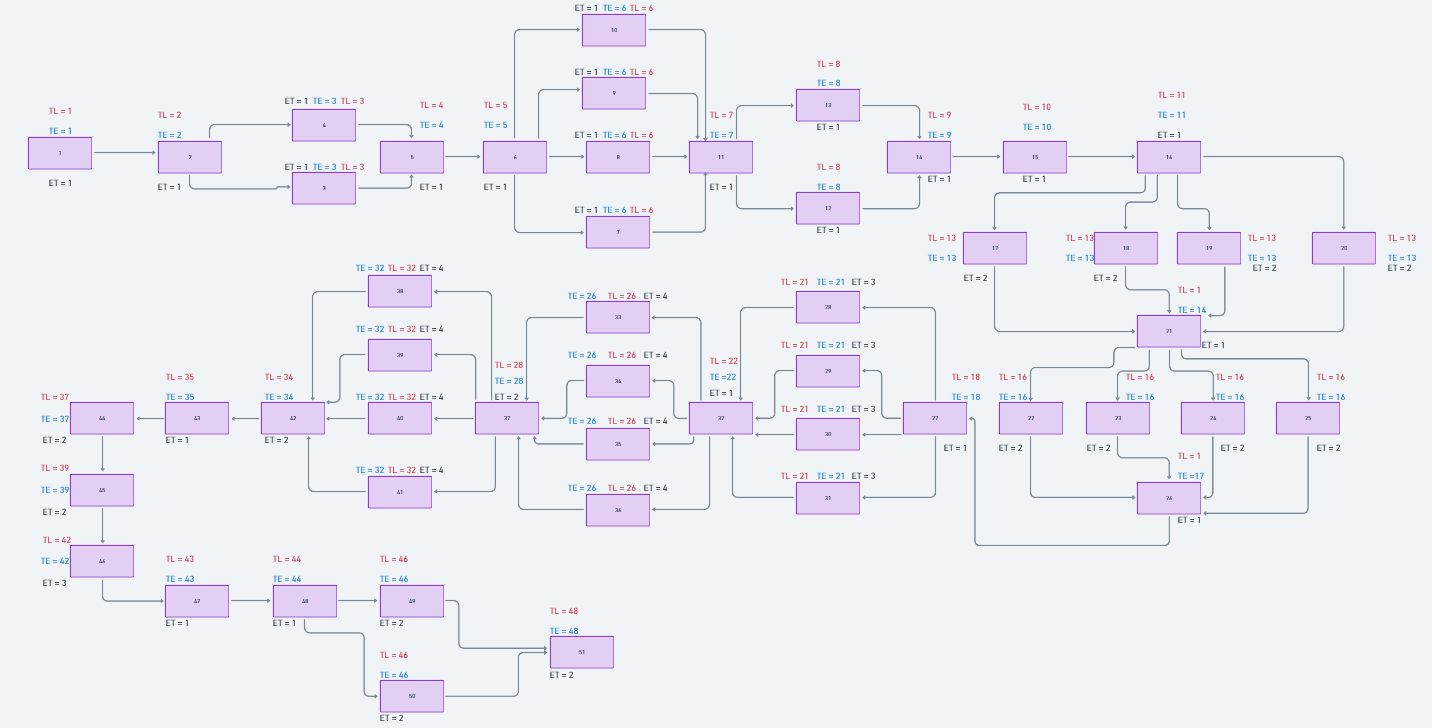 TL = 1
TE = 1
1
ET = 1
TL = 2
TE = 2
2
ET = 1
ET = 1 TE = 3 TL = 3
4
ET = 1 TE = 3 TL = 3
3
TL = 4
TE = 4
5
ET = 1
TL = 5
TE = 5
6
ET = 1
ET = 1 TE = 6 TL = 6
10
ET = 1 TE = 6 TL = 6
9
ET = 1 TE = 6 TL = 6
8
ET = 1 TE = 6 TL = 6
7
TL = 7
TE = 7
11
ET = 1
TL = 8
TE = 8
13
ET = 1
TL = 8
TE = 8
12
ET = 1
TL = 9
TE = 9
14
ET = 1
TL = 10
TE = 10
15
ET = 1
TL = 11
TE = 11
ET = 1
16
TL = 13
TE = 13
17
ET = 2
TL = 13
TE = 13
18
ET = 2
19
TL = 13
TE = 13
ET = 2
20
TL = 13
TE = 13
ET = 2
TL = 1
TE = 14
21
ET = 1
TL = 16
TE = 16
22
ET = 2
TL = 16
TE = 16
23
ET = 2
TL = 16
TE = 16
24
ET = 2
TL = 16
TE = 16
25
ET = 2
TL = 1
TE =17
26
ET = 1
TL = 18
TE = 18
27
ET = 1
TL = 21 TE = 21 ET = 3
28
TL = 21 TE = 21 ET = 3
29
TL = 21 TE = 21 ET = 3
30
TL = 21 TE = 21 ET = 3
31
TL = 22
TE =22
ET = 1
32
TE = 26 TL = 26 ET = 4
33
TE = 26 TL = 26 ET = 4
34
TE = 26 TL = 26 ET = 4
35
TE = 26 TL = 26 ET = 4
36
TL = 28
TE = 28
ET = 2
37
TE = 32 TL = 32 ET = 4
38
TE = 32 TL = 32 ET = 4
39
TE = 32 TL = 32 ET = 4
40
TE = 32 TL = 32 ET = 4
41
TL = 34
TE = 34
42
ET = 2
TL = 35
TE = 35
43
ET = 1
TL = 37
TE = 37
44
ET = 2
TL = 39
TE = 39
45
ET = 2
TL = 42
TE = 42
46
ET = 3
TL = 43
TE = 43
47
ET = 1
TL = 44
TE = 44
48
ET = 1
TL = 46
TE = 46
49
ET = 2
TL = 46
TE = 46
50
ET = 2
TL = 48
TE = 48
51
ET = 2